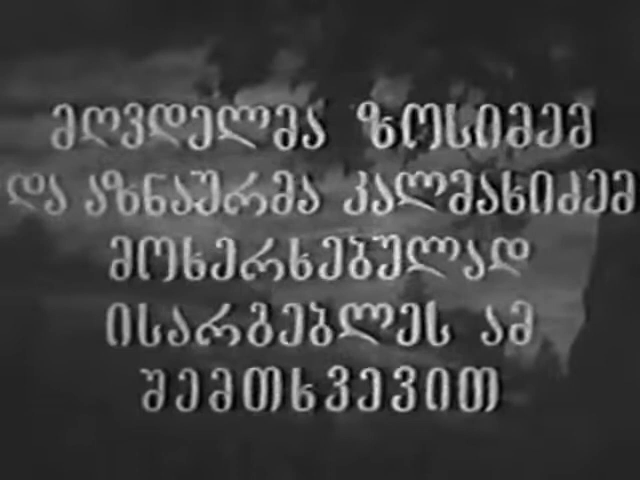 მღვდელმა ზოსიმემ
და აზნაურმა კალმახიძემ
მოხერხებულად
ისარგებლეს ამ
შემთხვევით